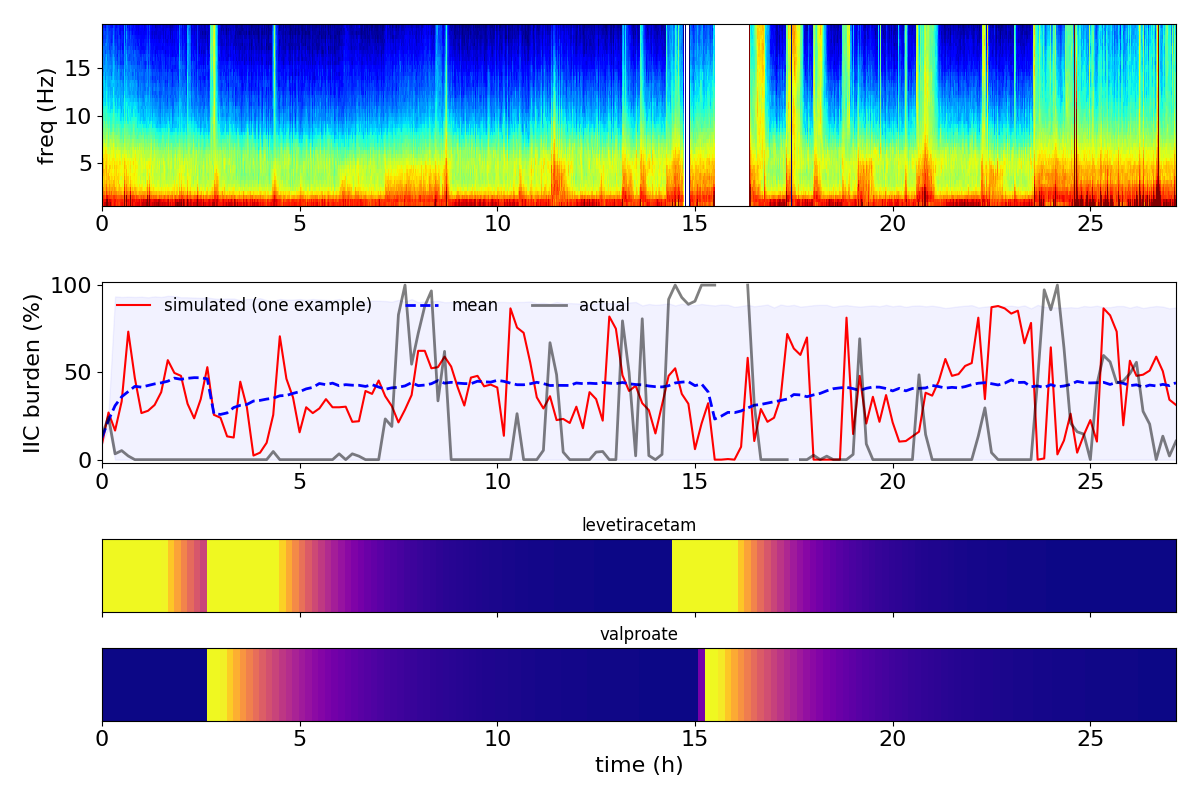 freq (Hz)
15
10
5
0 5 10 15 20 25
IIC burden (%)
100
50
0
simulated (one example) mean actual
0 5 10 15 20 25
levetiracetam
valproate
0 5 10 15 20 25
time (h)